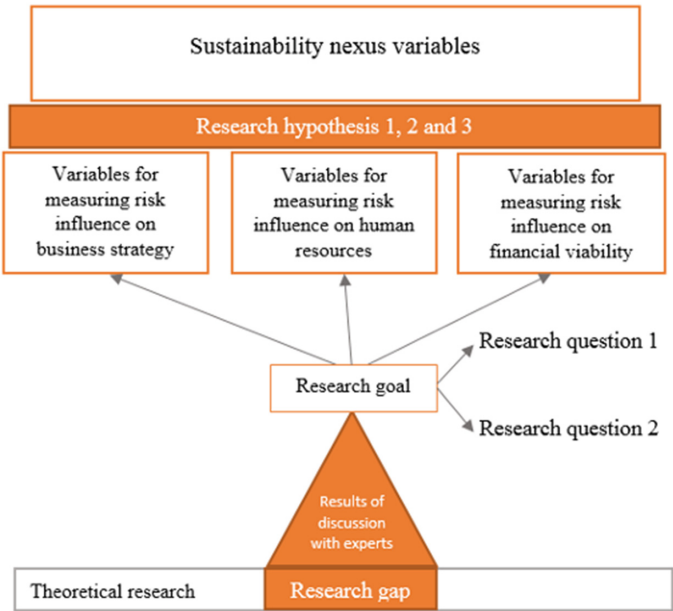 Sustainability nexus variables
Research hypothesis 1, 2 and 3
Variables for
measuring risk
influence on
business strategy
Variables for
measuring risk
influence on human
resources
Variables for
measuring risk
influence on
financial viability
Research question 1
Research goal
Research question 2
Results of
discussion
with experts
Theoretical research
Research gap